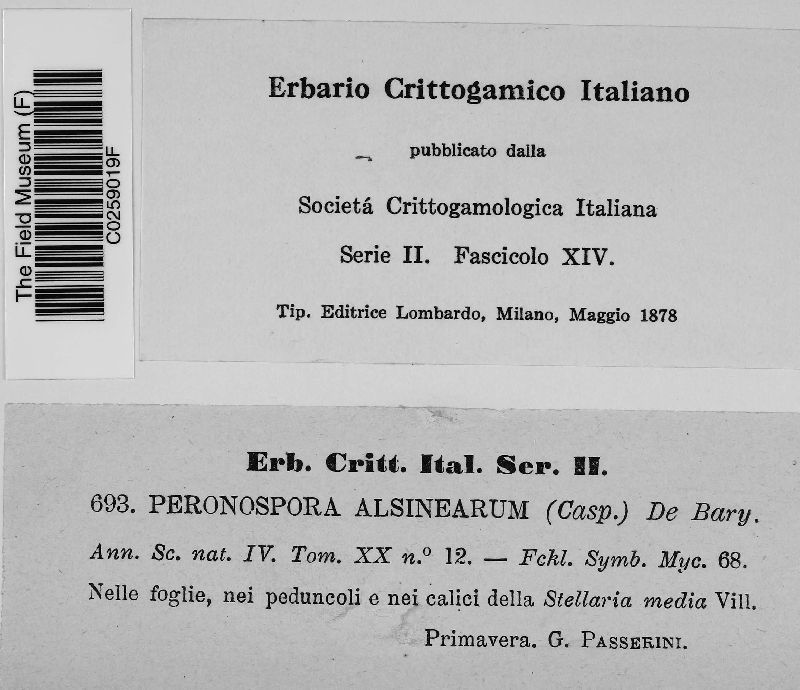 The Field Museum (F)
C0259019F
Erbario Crittogamico Italiano
pubblicato dalla
Societá Crittogamologica Italiana
Serie II. Fascicolo XIV.
Tip. Editrice Lombardo, Milano, Maggio 1878
Erb. Critt. Ital. Ser. II.
693. PERONOSPORA ALSINEARUM (Casp.) De Bary.
Ann. Sc. nat. IV. Tom. XX n.º 12. — Fckl. Symb. Myc. 68.
Nelle foglie, nei peduncoli e nei calici della Stellaria media Vill.
Primavera. G. PASSERINI.